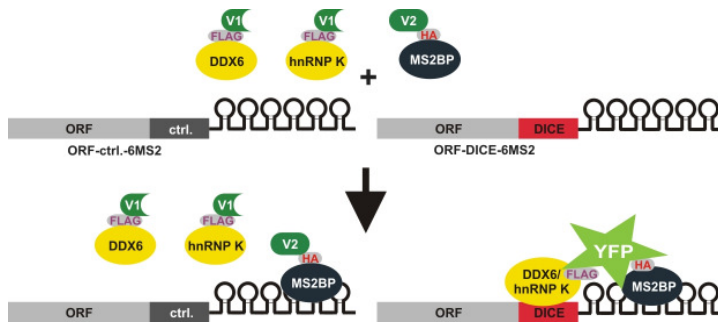 V1 V1 V2
FLAG FLAG HA
DDX6 hnRNP K MS2BP
+
ORF ctrl. ORF DICE
ORF-ctrl.-6MS2 ORF-DICE-6MS2
V1 V1
FLAG FLAG V2 YFP
DDX6 hnRNP K HA DDX6/ FLAG HA
MS2BP hnRNP K MS2BP
ORF ctrl. ORF DICE